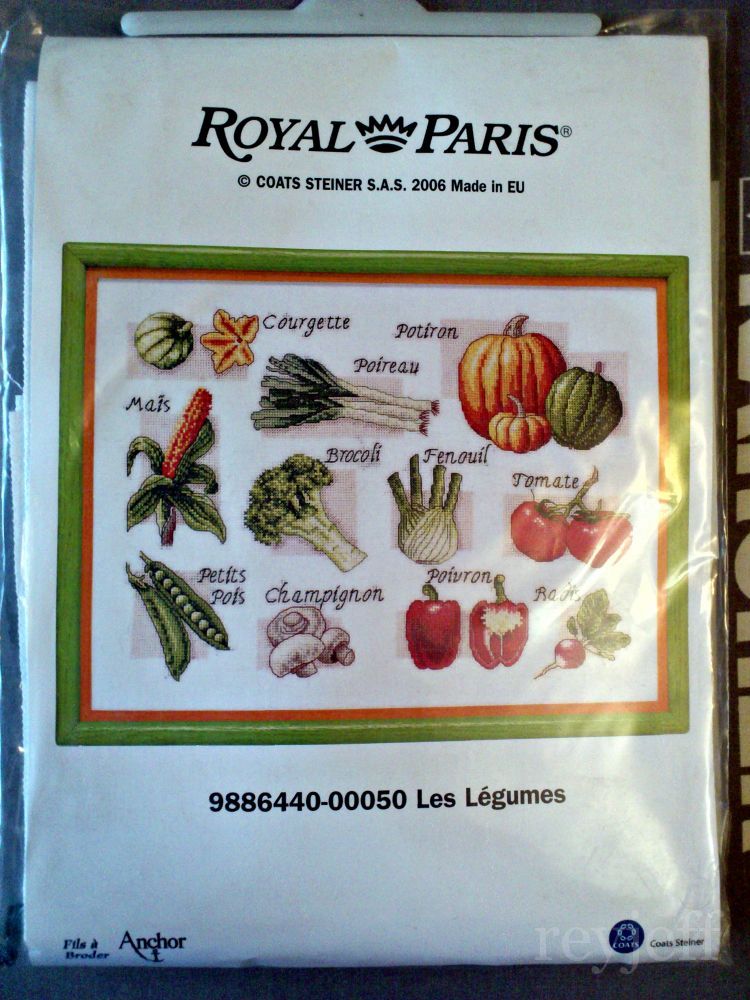 ROYAL PARIS®
© COATS STEINER S.A.S. 2006 Made in EU
Courgette
Potiron
Poireau
Maïs
Brocoli
Fenouil
Tomate
Petits
Pois
Champignon
Poivron
Radis
9886440-00050 Les Légumes
Fils à
Broder
Anchor
COATS
Coats Steiner
reyjeff